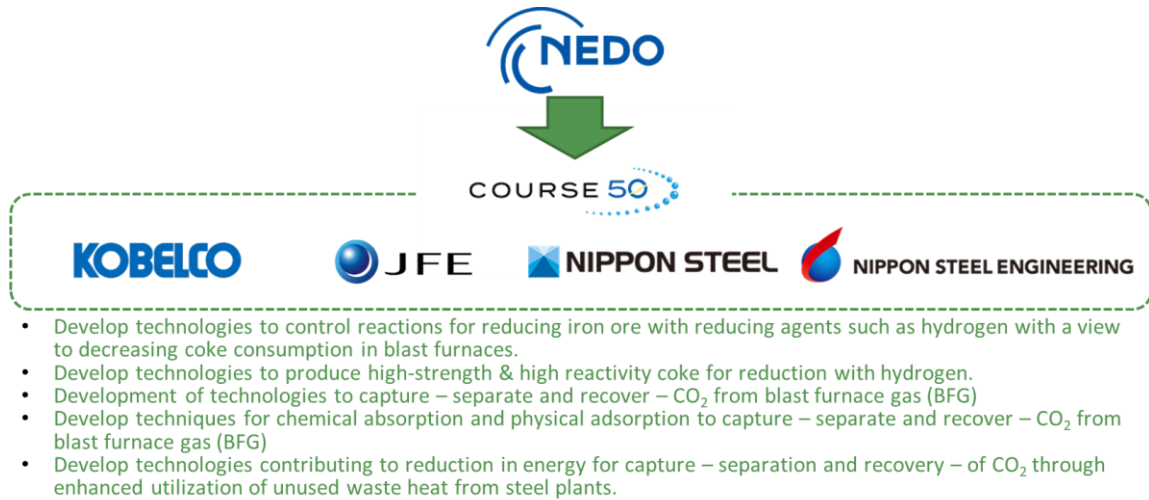 NEDO
COURSE 50
KOBELCO
JFE
NIPPON STEEL
NIPPON STEEL ENGINEERING
• Develop technologies to control reactions for reducing iron ore with reducing agents such as hydrogen with a view
to decreasing coke consumption in blast furnaces.
• Develop technologies to produce high-strength & high reactivity coke for reduction with hydrogen.
• Development of technologies to capture – separate and recover – CO₂ from blast furnace gas (BFG)
• Develop techniques for chemical absorption and physical adsorption to capture – separate and recover – CO₂ from
blast furnace gas (BFG)
• Develop technologies contributing to reduction in energy for capture – separation and recovery – of CO₂ through
enhanced utilization of unused waste heat from steel plants.